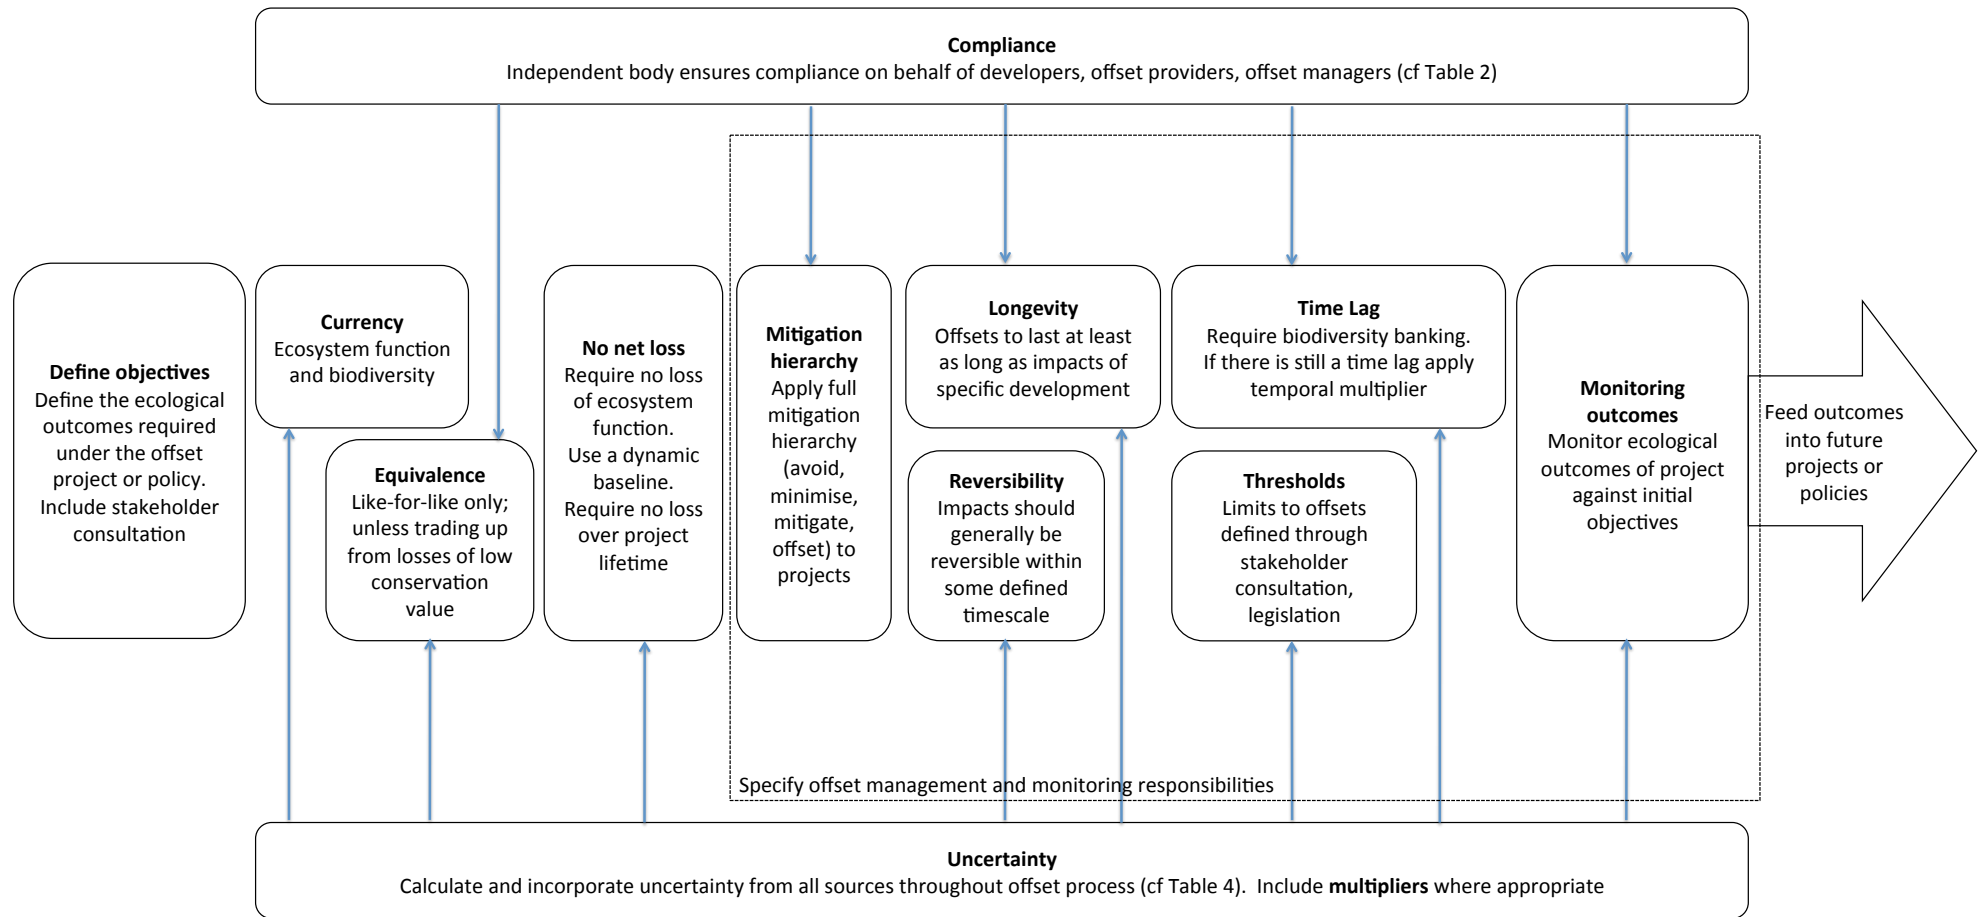 Compliance
Independent body ensures compliance on behalf of developers, offset providers, offset managers (cf Table 2)
Define objectives
Define the ecological
outcomes required
under the offset
project or policy.
Include stakeholder
consultation
Currency
Ecosystem function
and biodiversity
Equivalence
Like-for-like only;
unless trading up
from losses of low
conservation
value
No net loss
Require no loss
of ecosystem
function.
Use a dynamic
baseline.
Require no loss
over project
lifetime
Mitigation
hierarchy
Apply full
mitigation
hierarchy
(avoid,
minimise,
mitigate,
offset) to
projects
Longevity
Offsets to last at least
as long as impacts of
specific development
Reversibility
Impacts should
generally be
reversible within
some defined
timescale
Time Lag
Require biodiversity banking.
If there is still a time lag apply
temporal multiplier
Thresholds
Limits to offsets
defined through
stakeholder
consultation,
legislation
Monitoring
outcomes
Monitor ecological
outcomes of project
against initial
objectives
Feed outcomes
into future
projects or
policies
Specify offset management and monitoring responsibilities
Uncertainty
Calculate and incorporate uncertainty from all sources throughout offset process (cf Table 4).  Include multipliers where appropriate